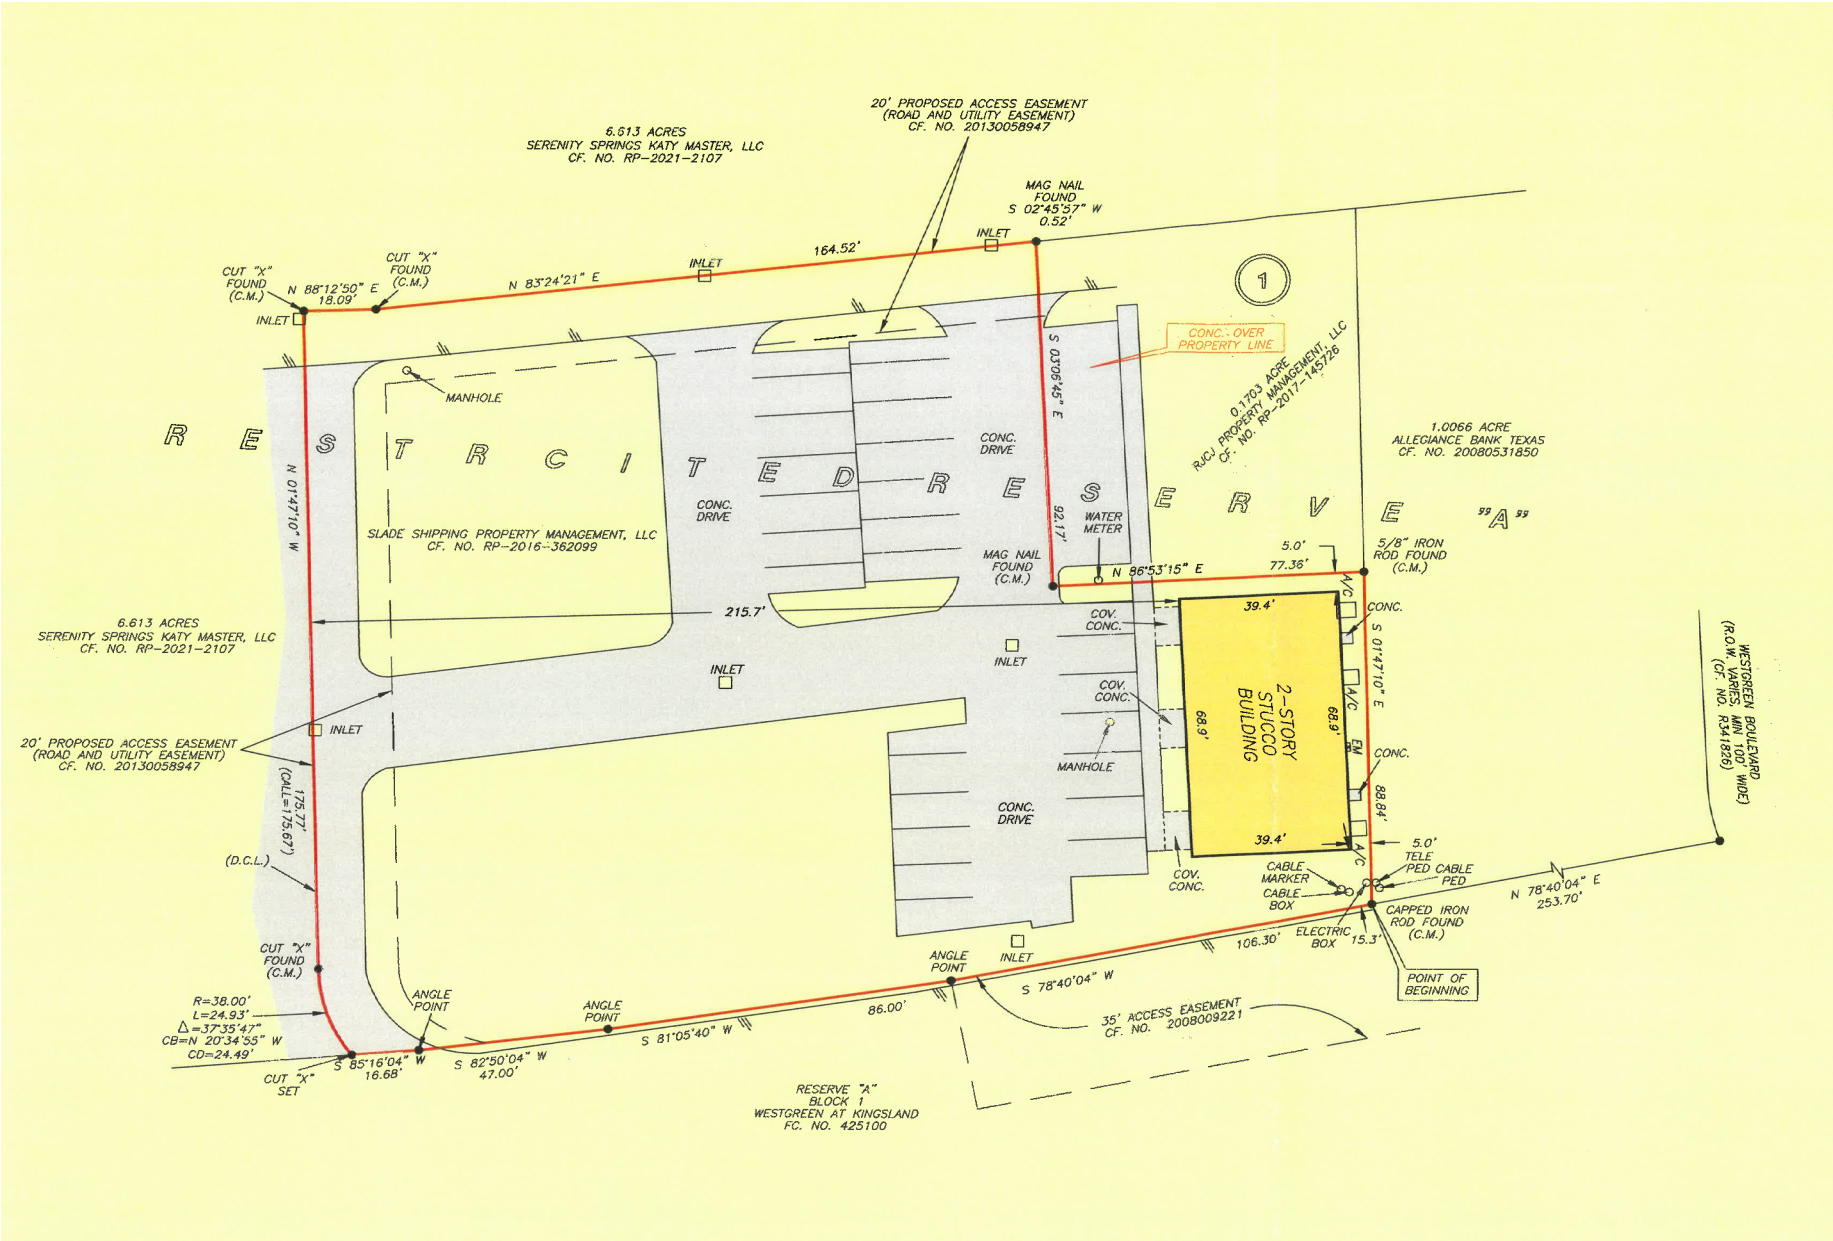 20' PROPOSED ACCESS EASEMENT
(ROAD AND UTILITY EASEMENT)
CF. NO. 20130058947
6.613 ACRES
SERENITY SPRINGS KATY MASTER, LLC
CF. NO. RP-2021-2107
MAG NAIL
FOUND
S 02°45'57" W
0.52'
INLET
164.52'
INLET
N 83°24'21" E
CUT "X"
FOUND
(C.M.)
CUT "X"
FOUND
(C.M.)
N 88°12'50" E
18.09'
INLET
1
CONC. OVER
PROPERTY LINE
0.1703 ACRE
RJCJ PROPERTY MANAGEMENT, LLC
CF. NO. RP-2017-145726
S 03°06'45" E
92.17'
MANHOLE
1.0066 ACRE
ALLEGIANCE BANK TEXAS
CF. NO. 20080531850
RESTRCITED RESERVE "A"
CONC.
DRIVE
CONC.
DRIVE
N 01°47'10" W
SLADE SHIPPING PROPERTY MANAGEMENT, LLC
CF. NO. RP-2016-362099
WATER
METER
MAG NAIL
FOUND
(C.M.)
N 86°53'15" E
77.36'
5.0'
5/8" IRON
ROD FOUND
(C.M.)
A/C
CONC.
215.7'
39.4'
COV.
CONC.
INLET
INLET
6.613 ACRES
SERENITY SPRINGS KATY MASTER, LLC
CF. NO. RP-2021-2107
S 01°47'10" E
88.84'
WESTGREEN BOULEVARD
(R.O.W. VARIES, MIN 100' WIDE)
(CF. NO. R341826)
COV.
CONC.
68.9'
2-STORY
STUCCO
BUILDING
68.9'
A/C
EM
CONC.
INLET
20' PROPOSED ACCESS EASEMENT
(ROAD AND UTILITY EASEMENT)
CF. NO. 20130058947
MANHOLE
175.77'
(CALL=175.67')
CONC.
DRIVE
39.4'
A/C
5.0'
(D.C.L.)
COV.
CONC.
CABLE
MARKER
CABLE
BOX
TELE
PED
CABLE
PED
N 78°40'04" E
253.70'
CAPPED IRON
ROD FOUND
(C.M.)
ELECTRIC
BOX
15.3'
106.30'
INLET
CUT "X"
FOUND
(C.M.)
ANGLE
POINT
POINT OF
BEGINNING
S 78°40'04" W
R=38.00'
L=24.93'
Δ=37°35'47"
CB=N 20°34'55" W
CD=24.49'
ANGLE
POINT
ANGLE
POINT
86.00'
S 81°05'40" W
35' ACCESS EASEMENT
CF. NO. 2008009221
S 85°16'04" W
16.68'
S 82°50'04" W
47.00'
CUT "X"
SET
RESERVE "A"
BLOCK 1
WESTGREEN AT KINGSLAND
FC. NO. 425100